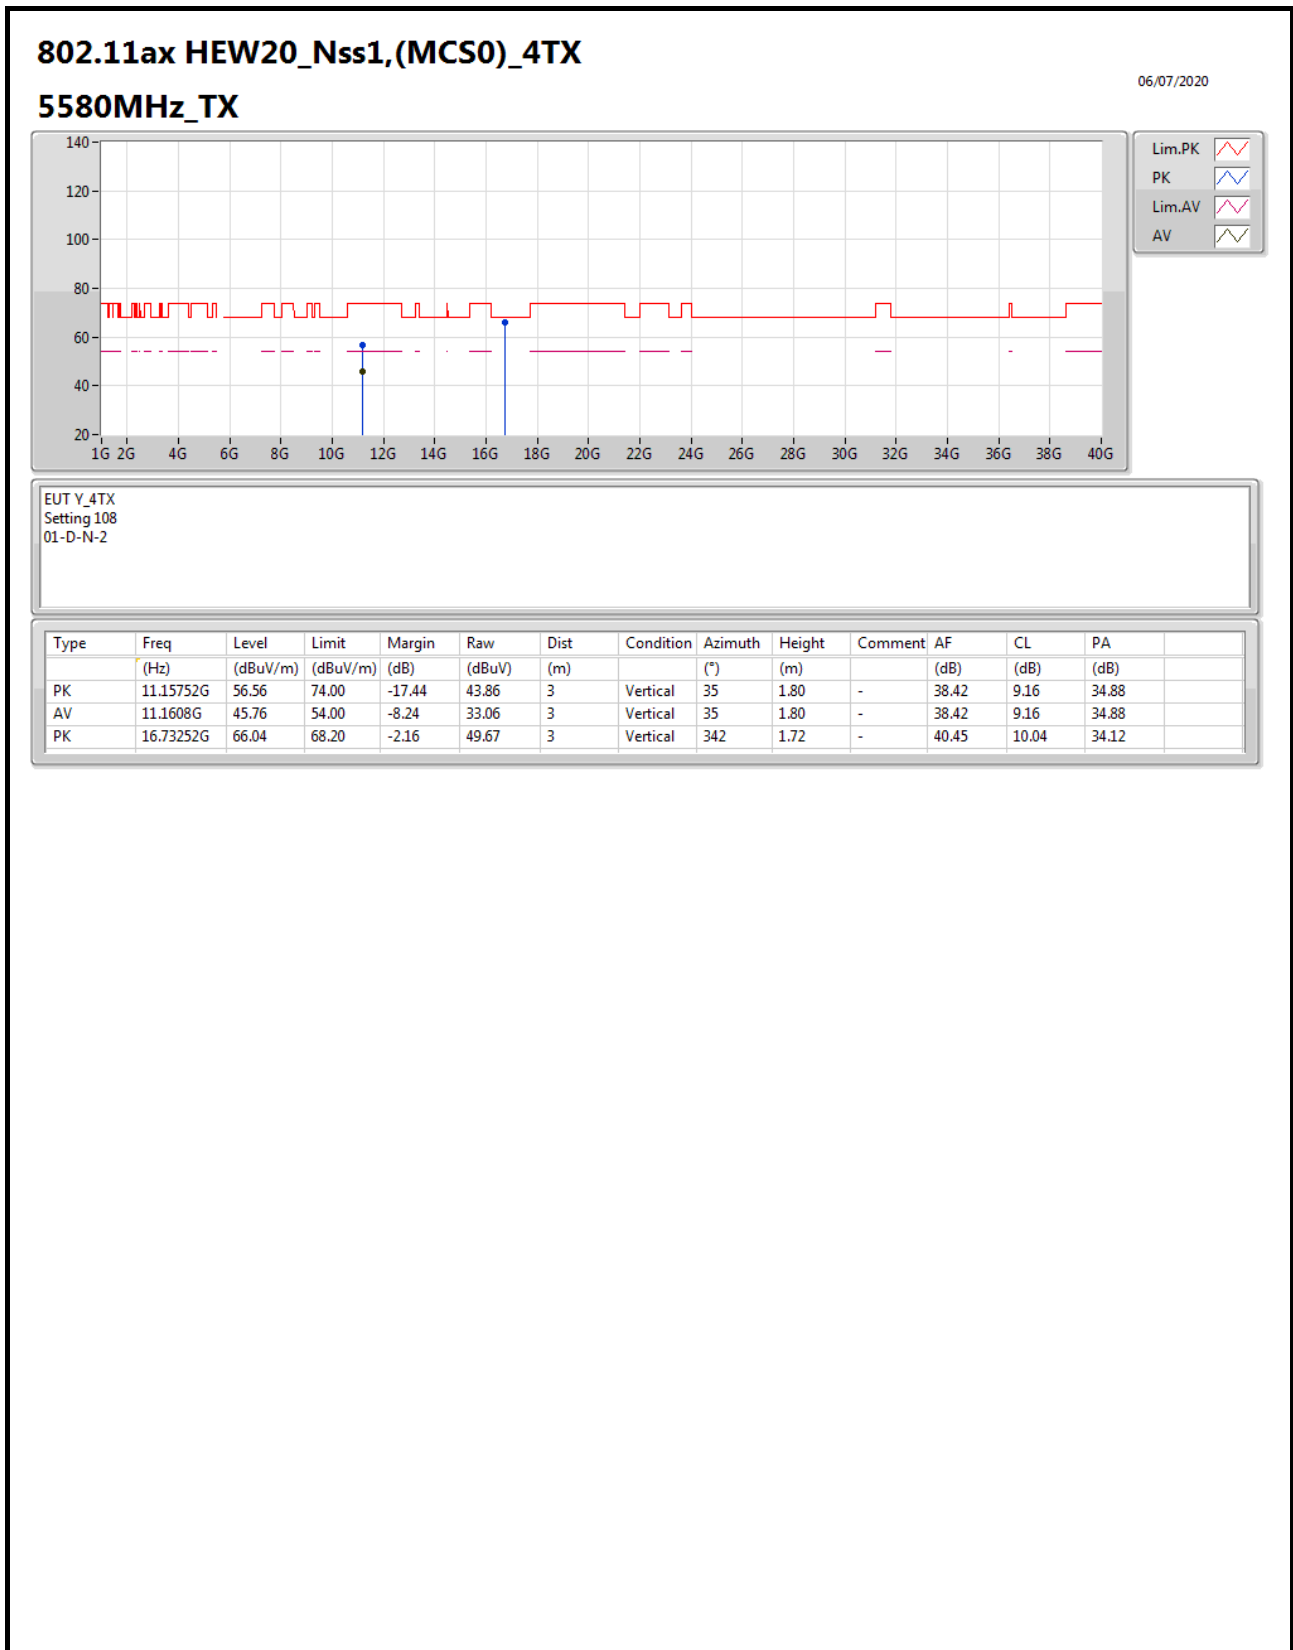 802.11ax HEW20_Nss1,(MCS0)_4TX
06/07/2020
5580MHz_TX
140
120
100
80
60
40
20
1G 2G 4G 6G 8G 10G 12G 14G 16G 18G 20G 22G 24G 26G 28G 30G 32G 34G 36G 38G 40G
Lim.PK
PK
Lim.AV
AV
EUT Y_4TX
Setting 108
01-D-N-2
Type Freq Level Limit Margin Raw Dist Condition Azimuth Height Comment AF CL PA
(Hz) (dBuV/m) (dBuV/m) (dB) (dBuV) (m) (°) (m) (dB) (dB) (dB)
PK 11.15752G 56.56 74.00 -17.44 43.86 3 Vertical 35 1.80 - 38.42 9.16 34.88
AV 11.1608G 45.76 54.00 -8.24 33.06 3 Vertical 35 1.80 - 38.42 9.16 34.88
PK 16.73252G 66.04 68.20 -2.16 49.67 3 Vertical 342 1.72 - 40.45 10.04 34.12